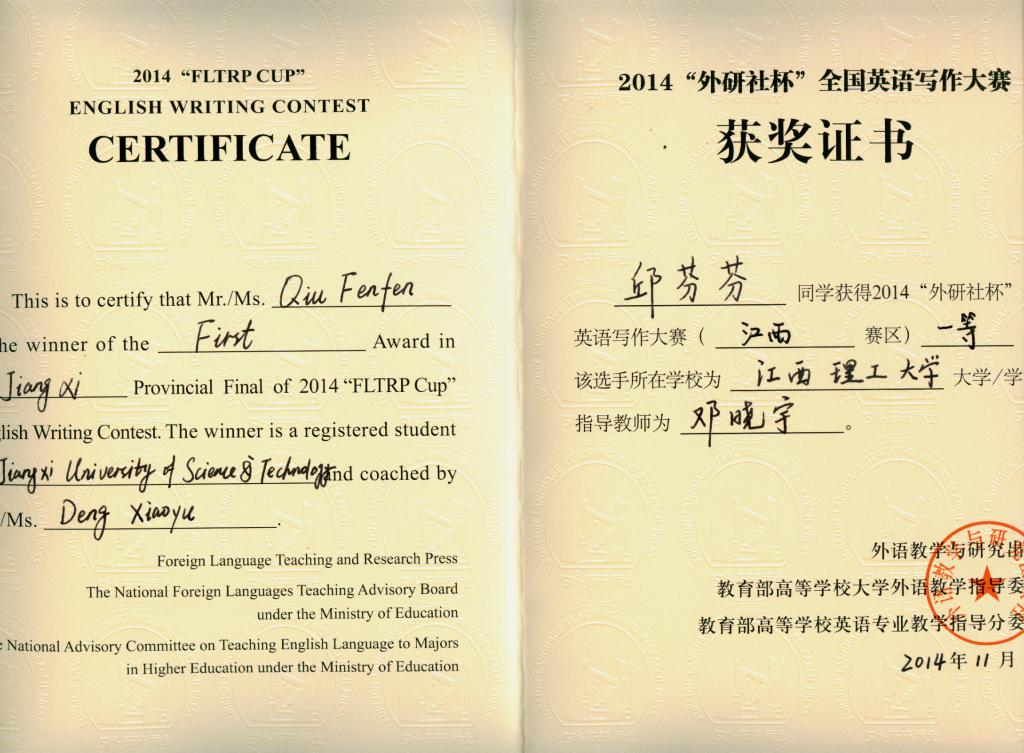 2014 “FLTRP CUP”
ENGLISH WRITING CONTEST
CERTIFICATE
This is to certify that Mr./Ms. Qiu Fenfen
he winner of the First Award in
Jiang Xi Provincial Final of 2014 “FLTRP Cup”
lish Writing Contest. The winner is a registered student
Jiangxi University of Science & Technology and coached by
/Ms. Deng Xiaoyu.
Foreign Language Teaching and Research Press
The National Foreign Languages Teaching Advisory Board
under the Ministry of Education
e National Advisory Committee on Teaching English Language to Majors
in Higher Education under the Ministry of Education
2014“外研社杯”全国英语写作大赛
获奖证书
邱芬芬 同学获得2014“外研社杯”
英语写作大赛（江西 赛区）一等
该选手所在学校为 江西理工大学 大学/学
指导教师为 邓晓宇。
外语教学与研究出
教育部高等学校大学外语教学指导委
教育部高等学校英语专业教学指导分委
2014年11月